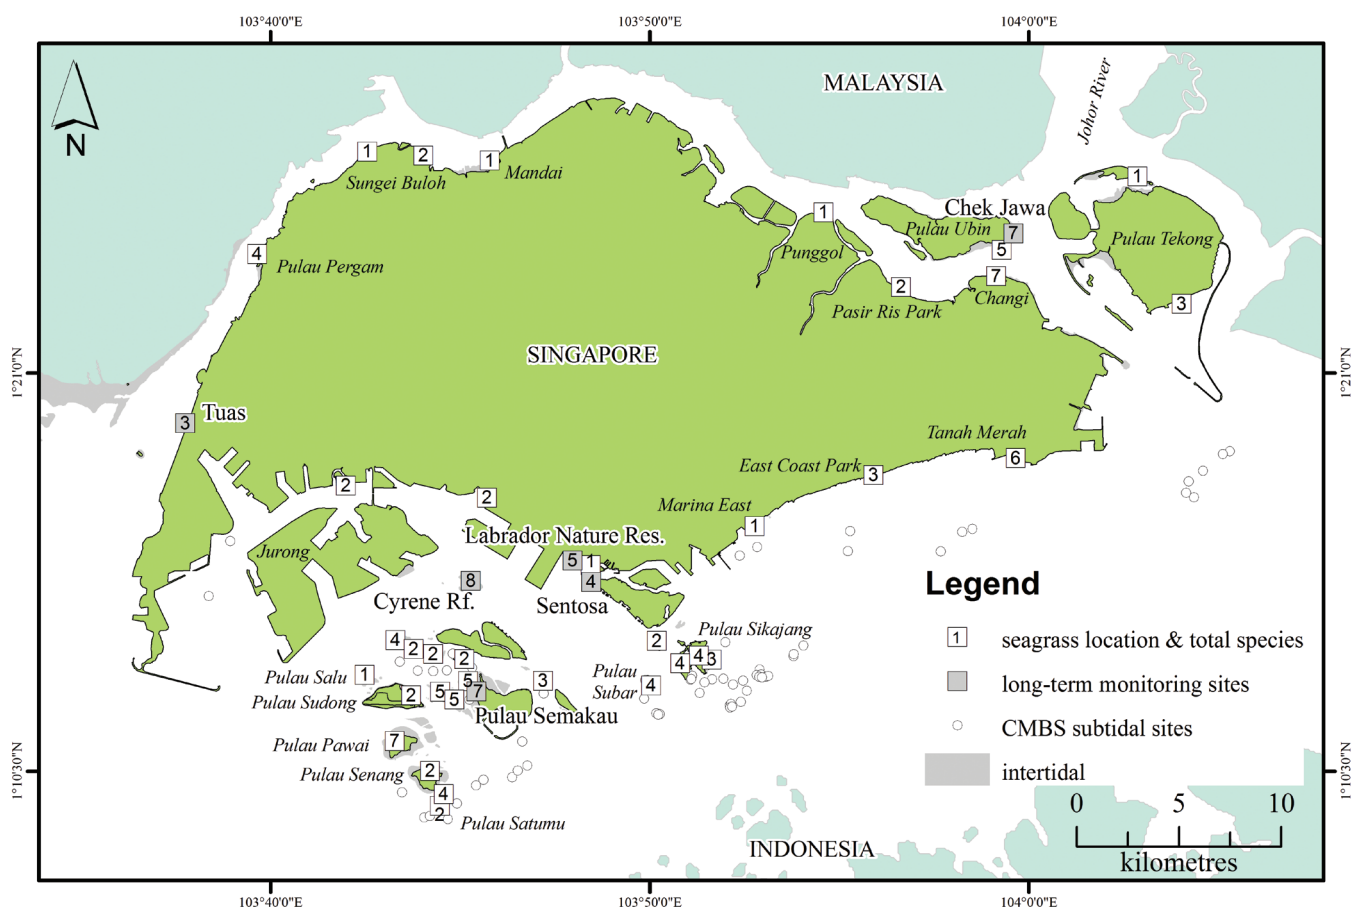 103°40'0"E 103°50'0"E 104°0'0"E
MALAYSIA
Johor River
N
1 2 1
Sungei Buloh Mandai
1
Chek Jawa
1
Pulau Ubin 7
5
Pulau Tekong
4
Pulau Pergam
Punggol
7
2
Changi
3
Pasir Ris Park
SINGAPORE
1°21'0"N 1°21'0"N
3 Tuas
Tanah Merah
6
East Coast Park 3
2 2
Marina East
1
Labrador Nature Res.
Jurong
5 1
8 4
Cyrene Rf.
Sentosa
Legend
1 seagrass location & total species
long-term monitoring sites
CMBS subtidal sites
intertidal
4 2 2 2
2
Pulau Sikajang
4 4 3
Pulau Salu 1
Pulau Subar 4
5 5 5 7 3
Pulau Sudong 2
Pulau Semakau
Pulau Pawai 7
Pulau Senang 2
4
2
Pulau Satumu
1°10'30"N 1°10'30"N
0 5 10
kilometres
INDONESIA
103°40'0"E 103°50'0"E 104°0'0"E